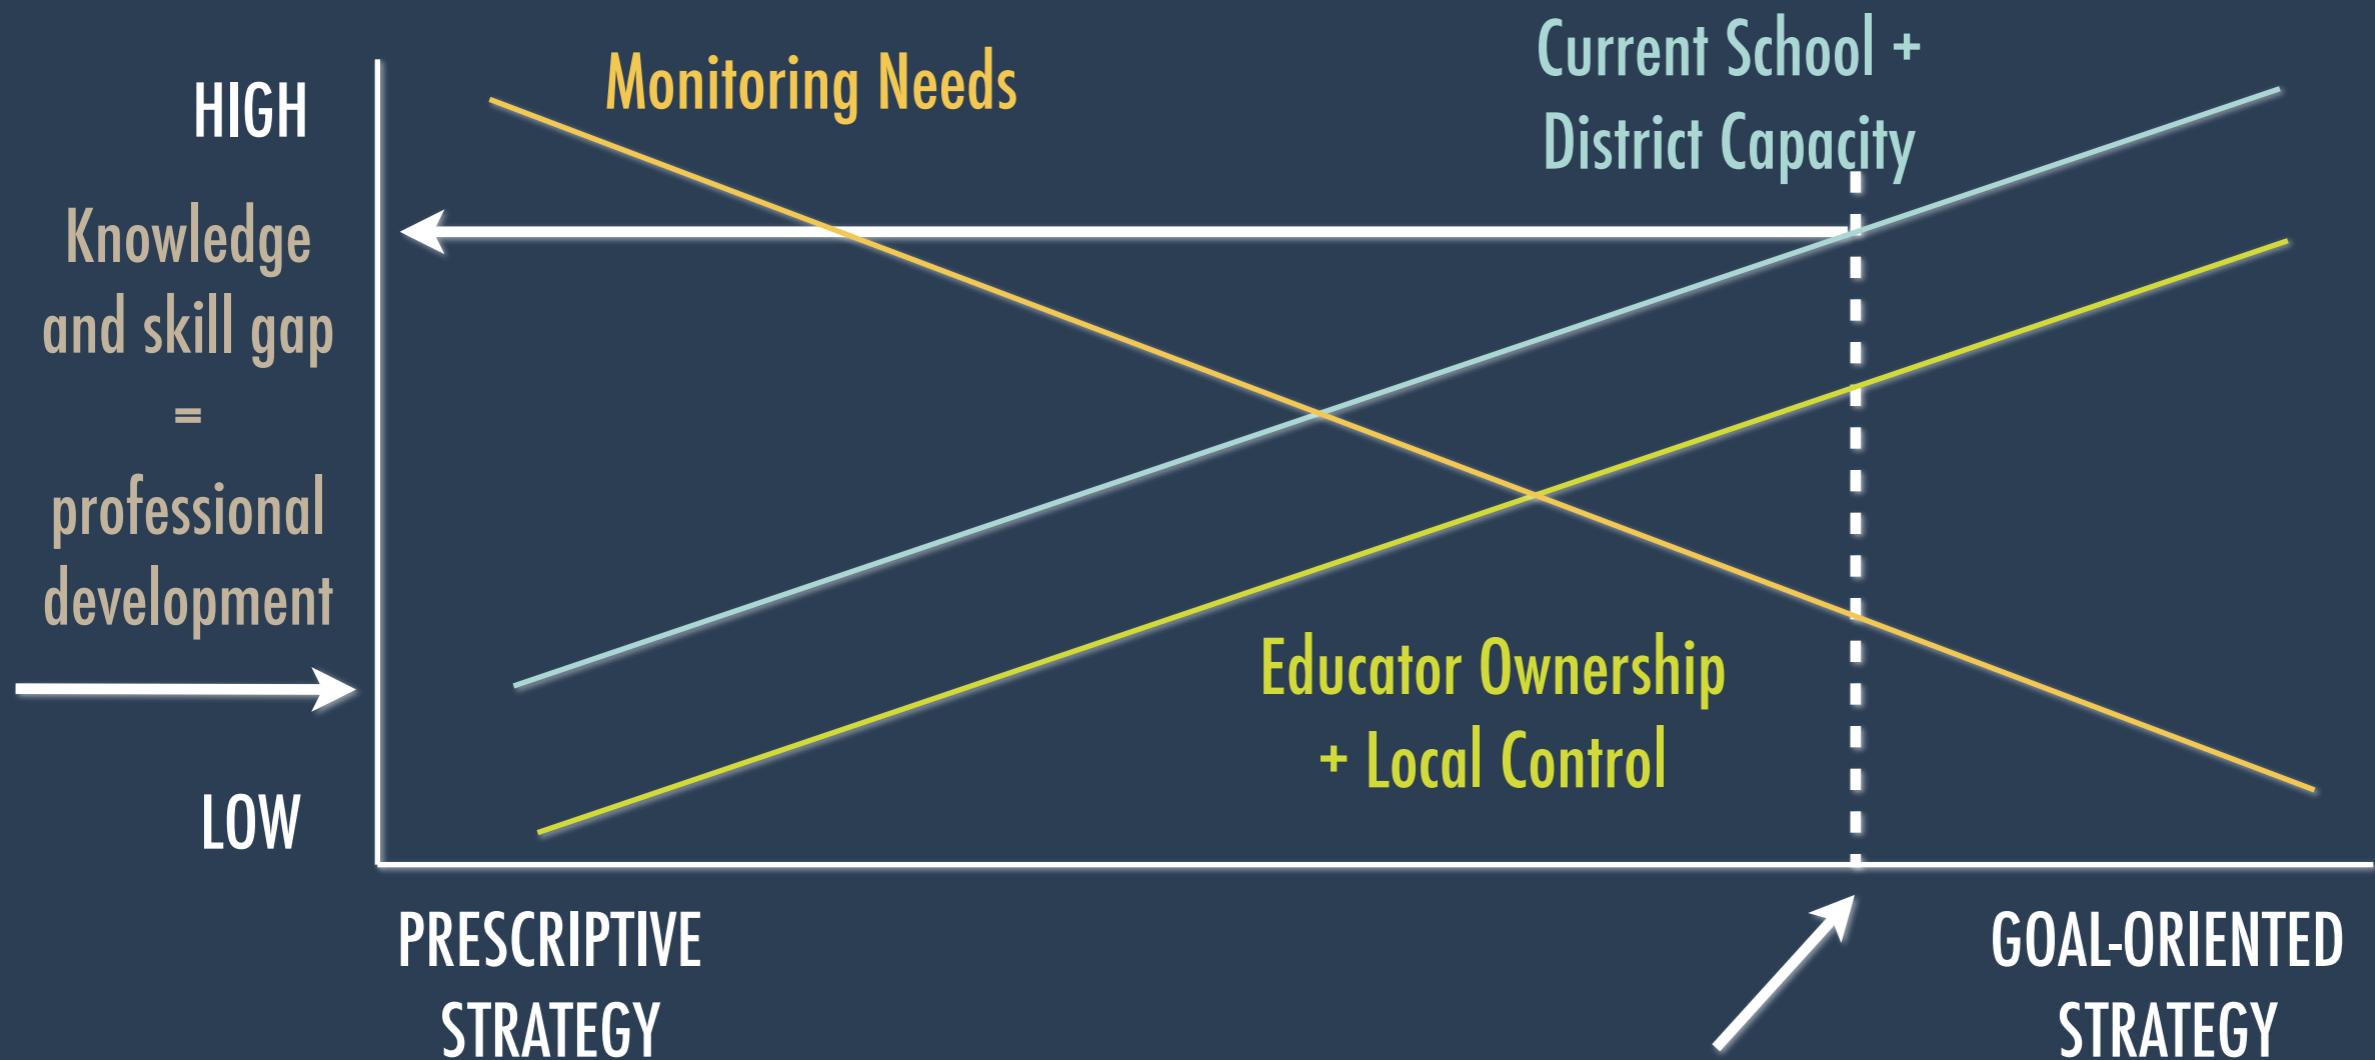 HIGH
Knowledge
and skill gap
=
professional
development
LOW
Monitoring Needs
Current School +
District Capacity
Educator Ownership
+ Local Control
PRESCRIPTIVE
STRATEGY
GOAL-ORIENTED
STRATEGY